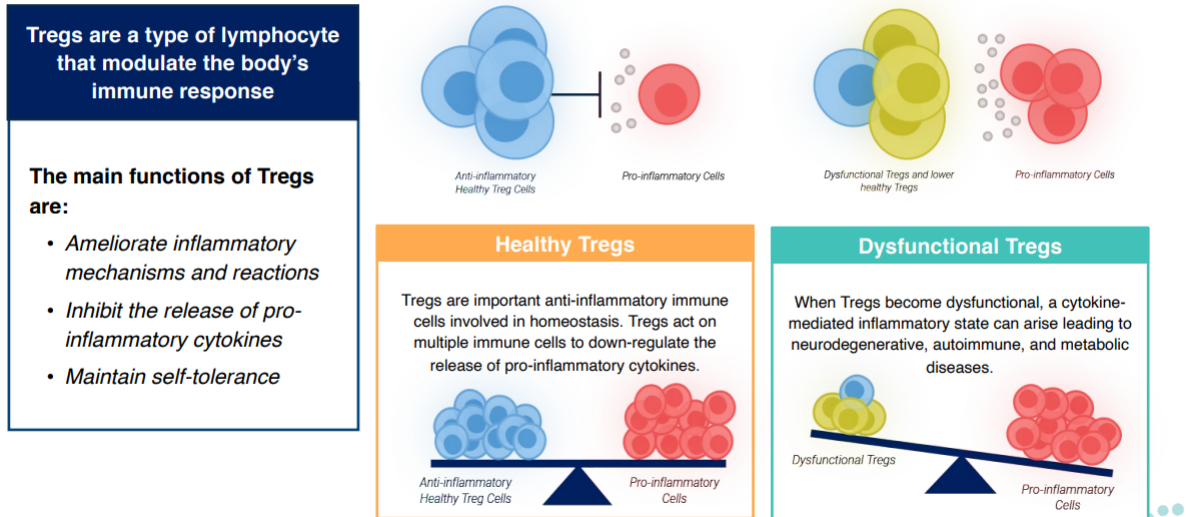 Tregs are a type of lymphocyte
that modulate the body's
immune response
The main functions of Tregs
are:
• Ameliorate inflammatory
mechanisms and reactions
• Inhibit the release of pro-
inflammatory cytokines
• Maintain self-tolerance
Anti-inflammatory
Healthy Treg Cells
Pro-inflammatory Cells
Dysfunctional Tregs and lower
healthy Tregs
Pro-inflammatory Cells
Healthy Tregs
Tregs are important anti-inflammatory immune
cells involved in homeostasis. Tregs act on
multiple immune cells to down-regulate the
release of pro-inflammatory cytokines.
Anti-inflammatory
Healthy Treg Cells
Pro-inflammatory
Cells
Dysfunctional Tregs
When Tregs become dysfunctional, a cytokine-
mediated inflammatory state can arise leading to
neurodegenerative, autoimmune, and metabolic
diseases.
Dysfunctional Tregs
Pro-inflammatory
Cells